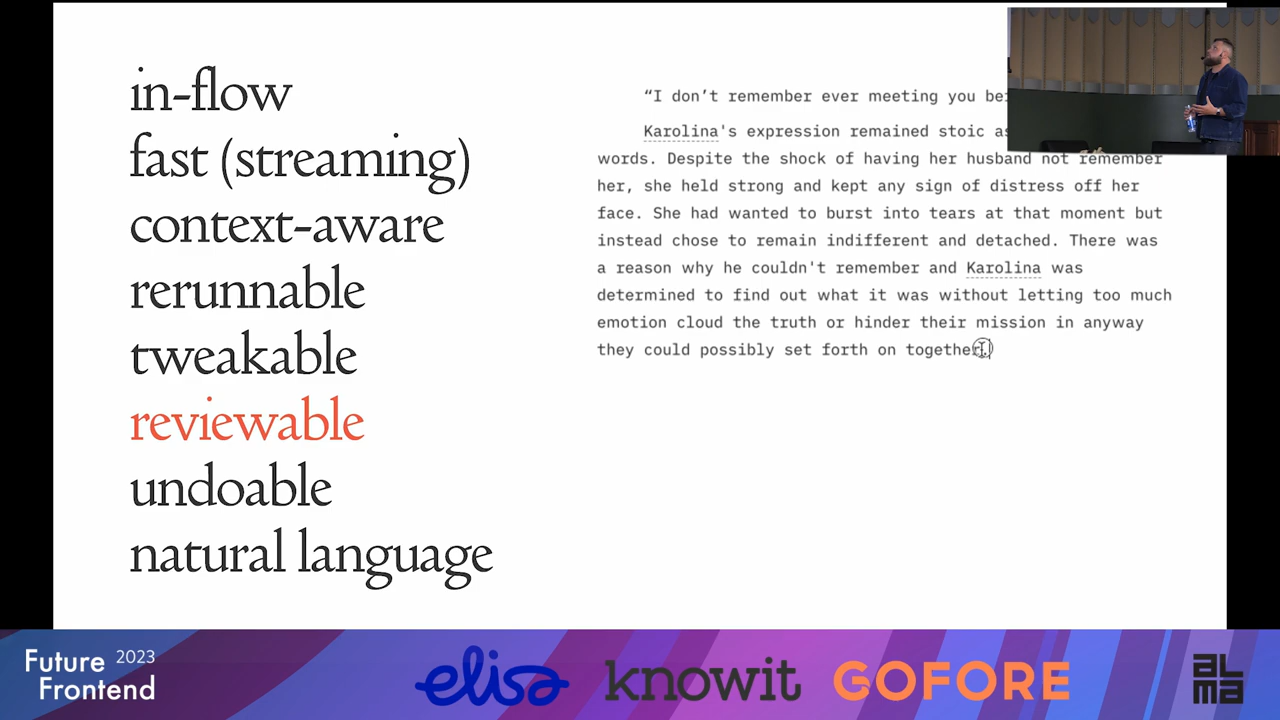 in-flow
fast (streaming)
context-aware
rerunnable
tweakable
reviewable
undoable
natural language
“I don’t remember ever meeting you
Karolina's expression remained stoic
words. Despite the shock of having her husband not remember
her, she held strong and kept any sign of distress off her
face. She had wanted to burst into tears at that moment but
instead chose to remain indifferent and detached. There was
a reason why he couldn't remember and Karolina was
determined to find out what it was without letting too much
emotion cloud the truth or hinder their mission in anyway
they could possibly set forth on together.
Future 2023
Frontend
elisa
knowit
GOFORE
ALMA